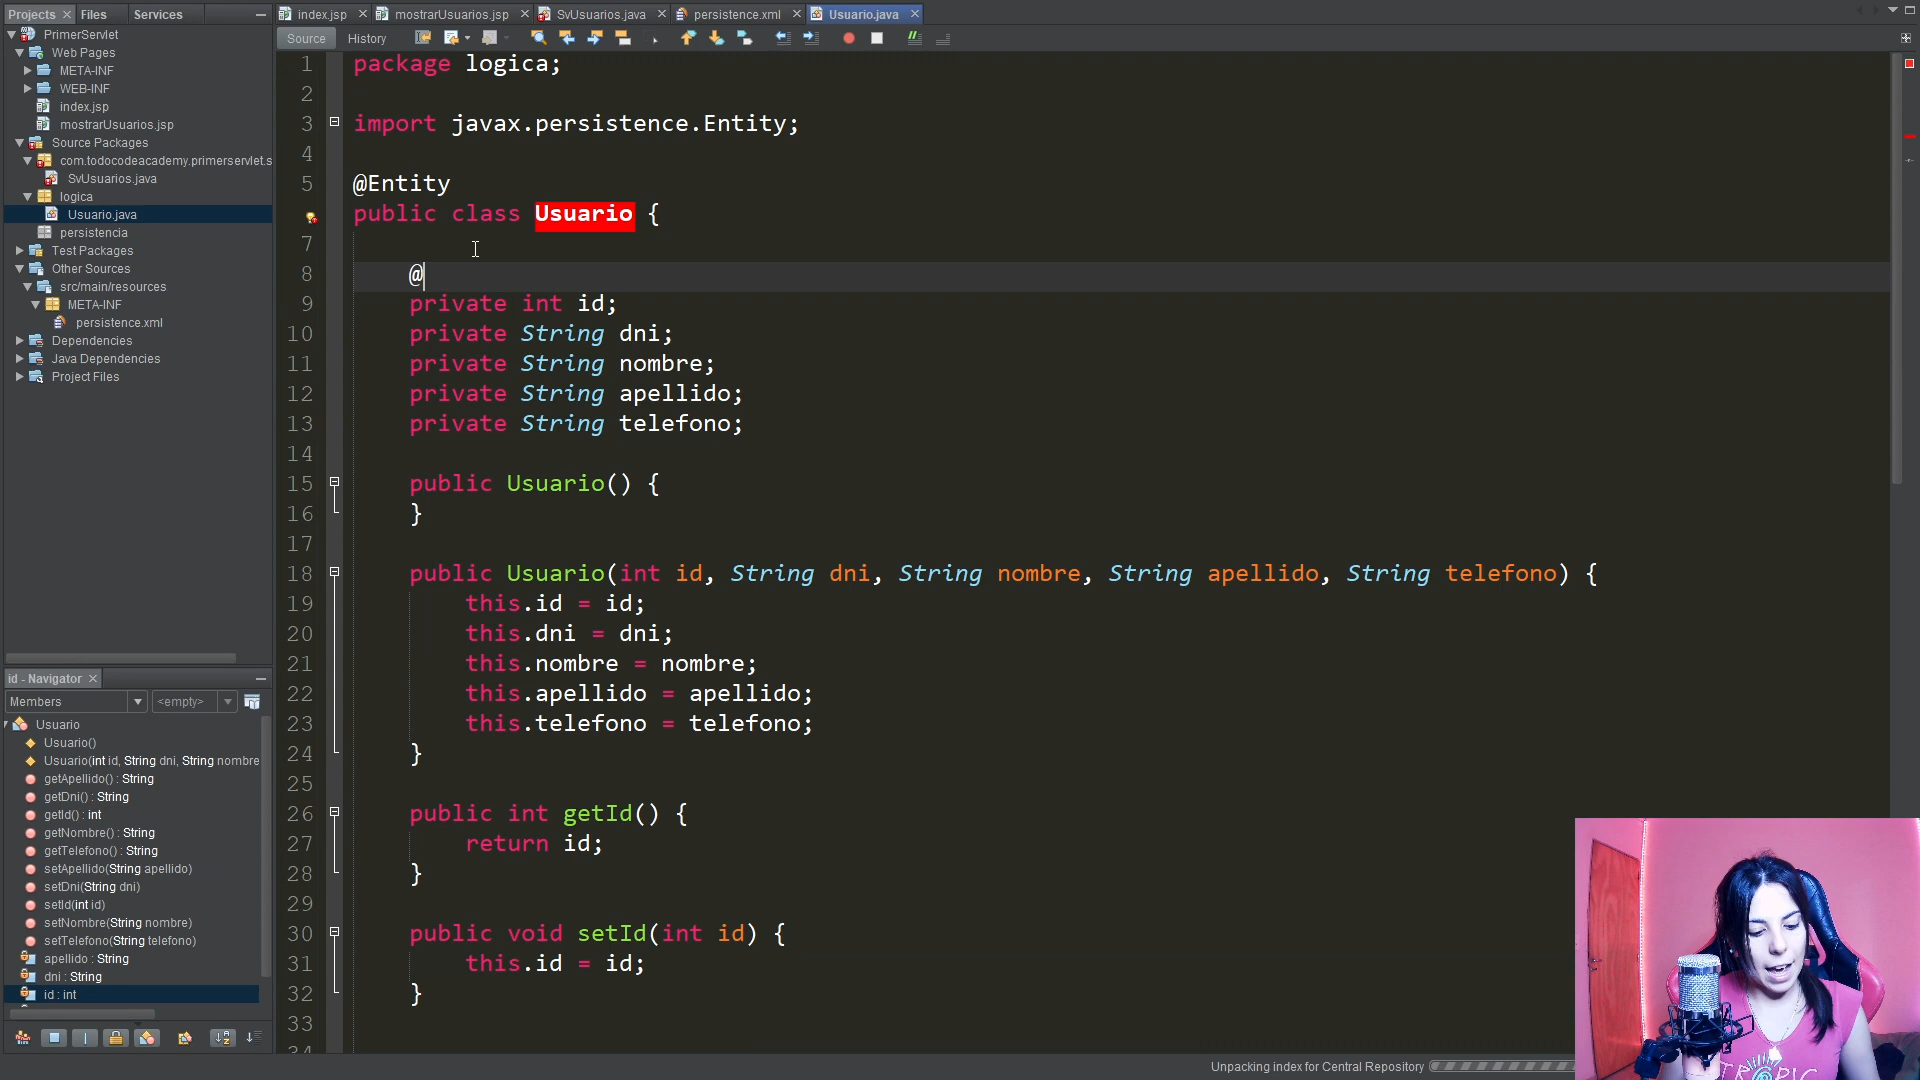 Projects
Files
Services
index.jsp
mostrarUsuarios.jsp
SvUsuarios.java
persistence.xml
Usuario.java
Source
History
PrimerServlet
Web Pages
META-INF
WEB-INF
index.jsp
mostrarUsuarios.jsp
Source Packages
com.todocodeacademy.primerservlet.s
SvUsuarios.java
logica
Usuario.java
persistencia
Test Packages
Other Sources
src/main/resources
META-INF
persistence.xml
Dependencies
Java Dependencies
Project Files
1 package logica;
2
3 import javax.persistence.Entity;
4
5 @Entity
public class Usuario {
7
8 @
9 private int id;
10 private String dni;
11 private String nombre;
12 private String apellido;
13 private String telefono;
14
15 public Usuario() {
16 }
17
18 public Usuario(int id, String dni, String nombre, String apellido, String telefono) {
19 this.id = id;
20 this.dni = dni;
21 this.nombre = nombre;
22 this.apellido = apellido;
23 this.telefono = telefono;
24 }
25
26 public int getId() {
27 return id;
28 }
29
30 public void setId(int id) {
31 this.id = id;
32 }
33
34
id - Navigator
Members
<empty>
Usuario
Usuario()
Usuario(int id, String dni, String nombre
getApellido() : String
getDni() : String
getId() : int
getNombre() : String
getTelefono() : String
setApellido(String apellido)
setDni(String dni)
setId(int id)
setNombre(String nombre)
setTelefono(String telefono)
apellido : String
dni : String
id : int
Unpacking index for Central Repository